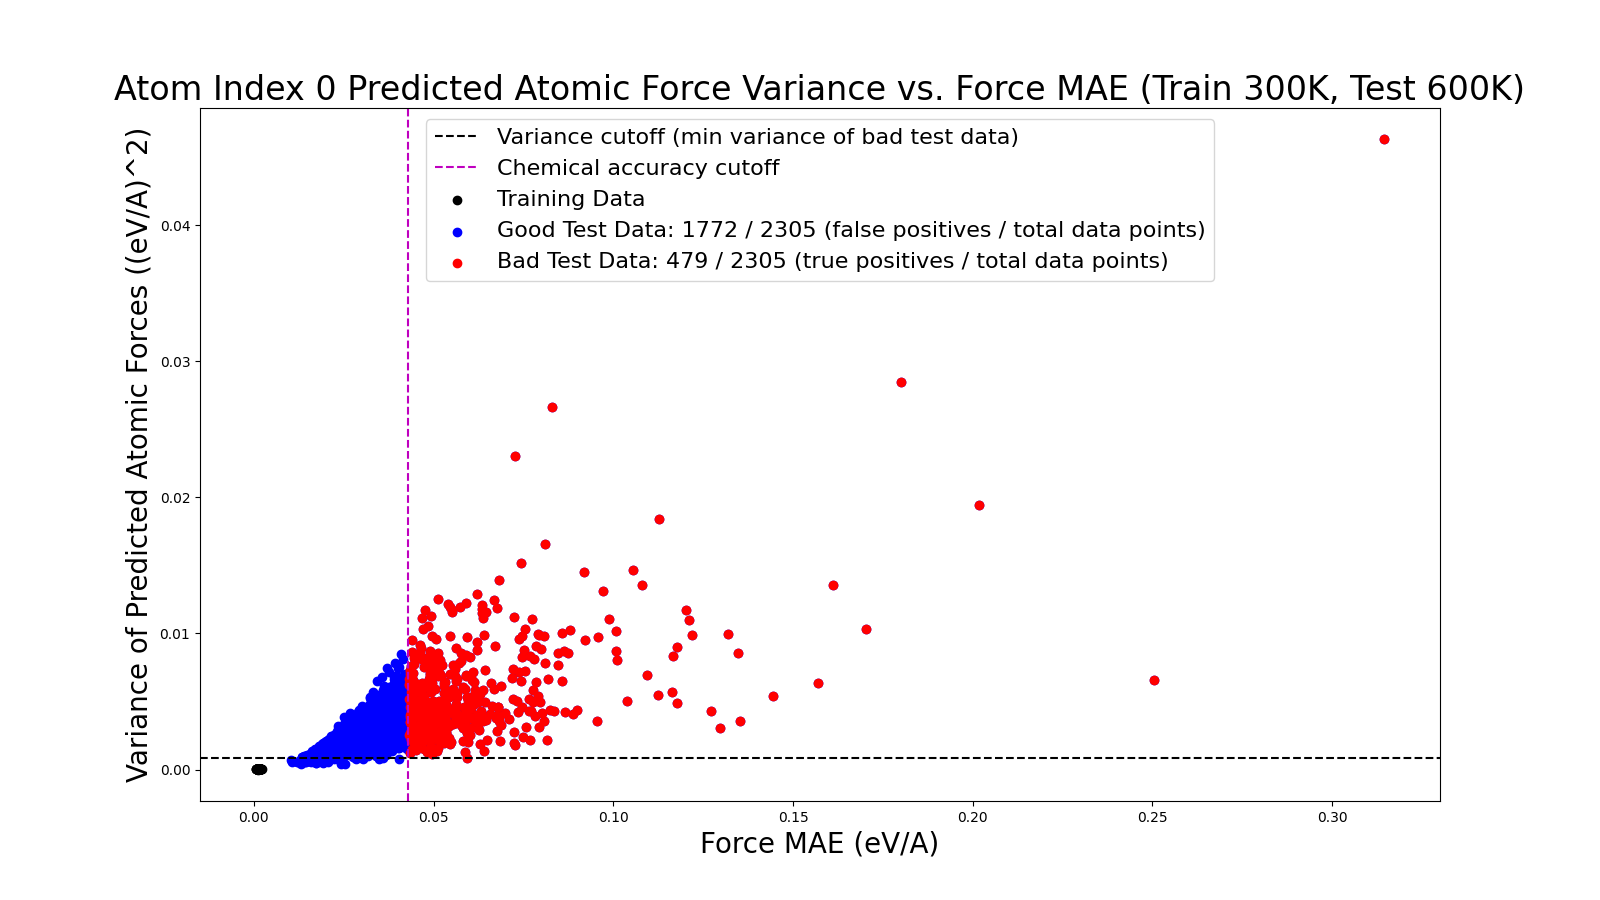 Atom Index 0 Predicted Atomic Force Variance vs. Force MAE (Train 300K, Test 600K)
Variance of Predicted Atomic Forces ((eV/A)^2)
Variance cutoff (min variance of bad test data)
Chemical accuracy cutoff
Training Data
Good Test Data: 1772 / 2305 (false positives / total data points)
Bad Test Data: 479 / 2305 (true positives / total data points)
0.04
0.03
0.02
0.01
0.00
0.00 0.05 0.10 0.15 0.20 0.25 0.30
Force MAE (eV/A)